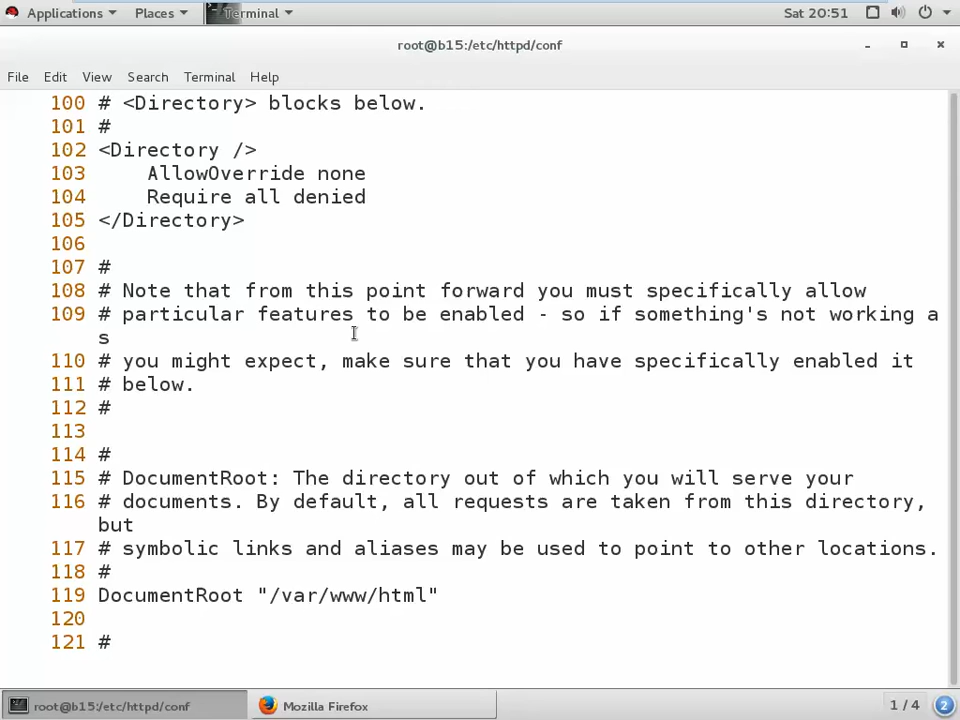 Applications Places Terminal Sat 20:51
root@b15:/etc/httpd/conf
File Edit View Search Terminal Help
100 # <Directory> blocks below.
101 #
102 <Directory />
103     AllowOverride none
104     Require all denied
105 </Directory>
106
107 #
108 # Note that from this point forward you must specifically allow
109 # particular features to be enabled - so if something's not working a
s
110 # you might expect, make sure that you have specifically enabled it
111 # below.
112 #
113
114 #
115 # DocumentRoot: The directory out of which you will serve your
116 # documents. By default, all requests are taken from this directory,
but
117 # symbolic links and aliases may be used to point to other locations.
118 #
119 DocumentRoot "/var/www/html"
120
121 #
root@b15:/etc/httpd/conf Mozilla Firefox 1 / 4 2